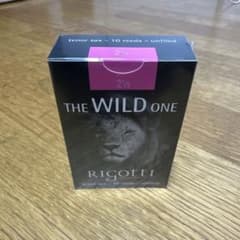 tenor sax - 10 reeds - unfiled
2½
THE WILD ONE
RIGOTTI